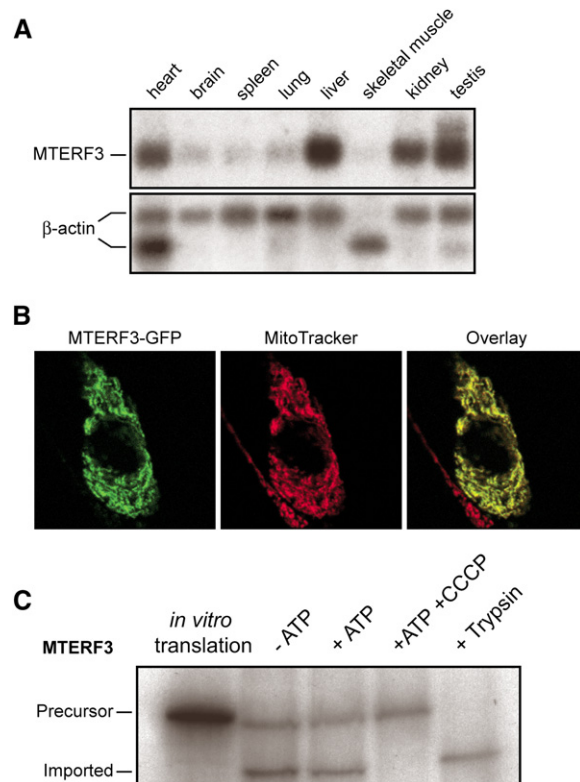 A
heart brain spleen lung liver skeletal muscle kidney testis
MTERF3
β-actin
B
MTERF3-GFP MitoTracker Overlay
C
MTERF3 in vitro translation - ATP + ATP +ATP +CCCP + Trypsin
Precursor
Imported